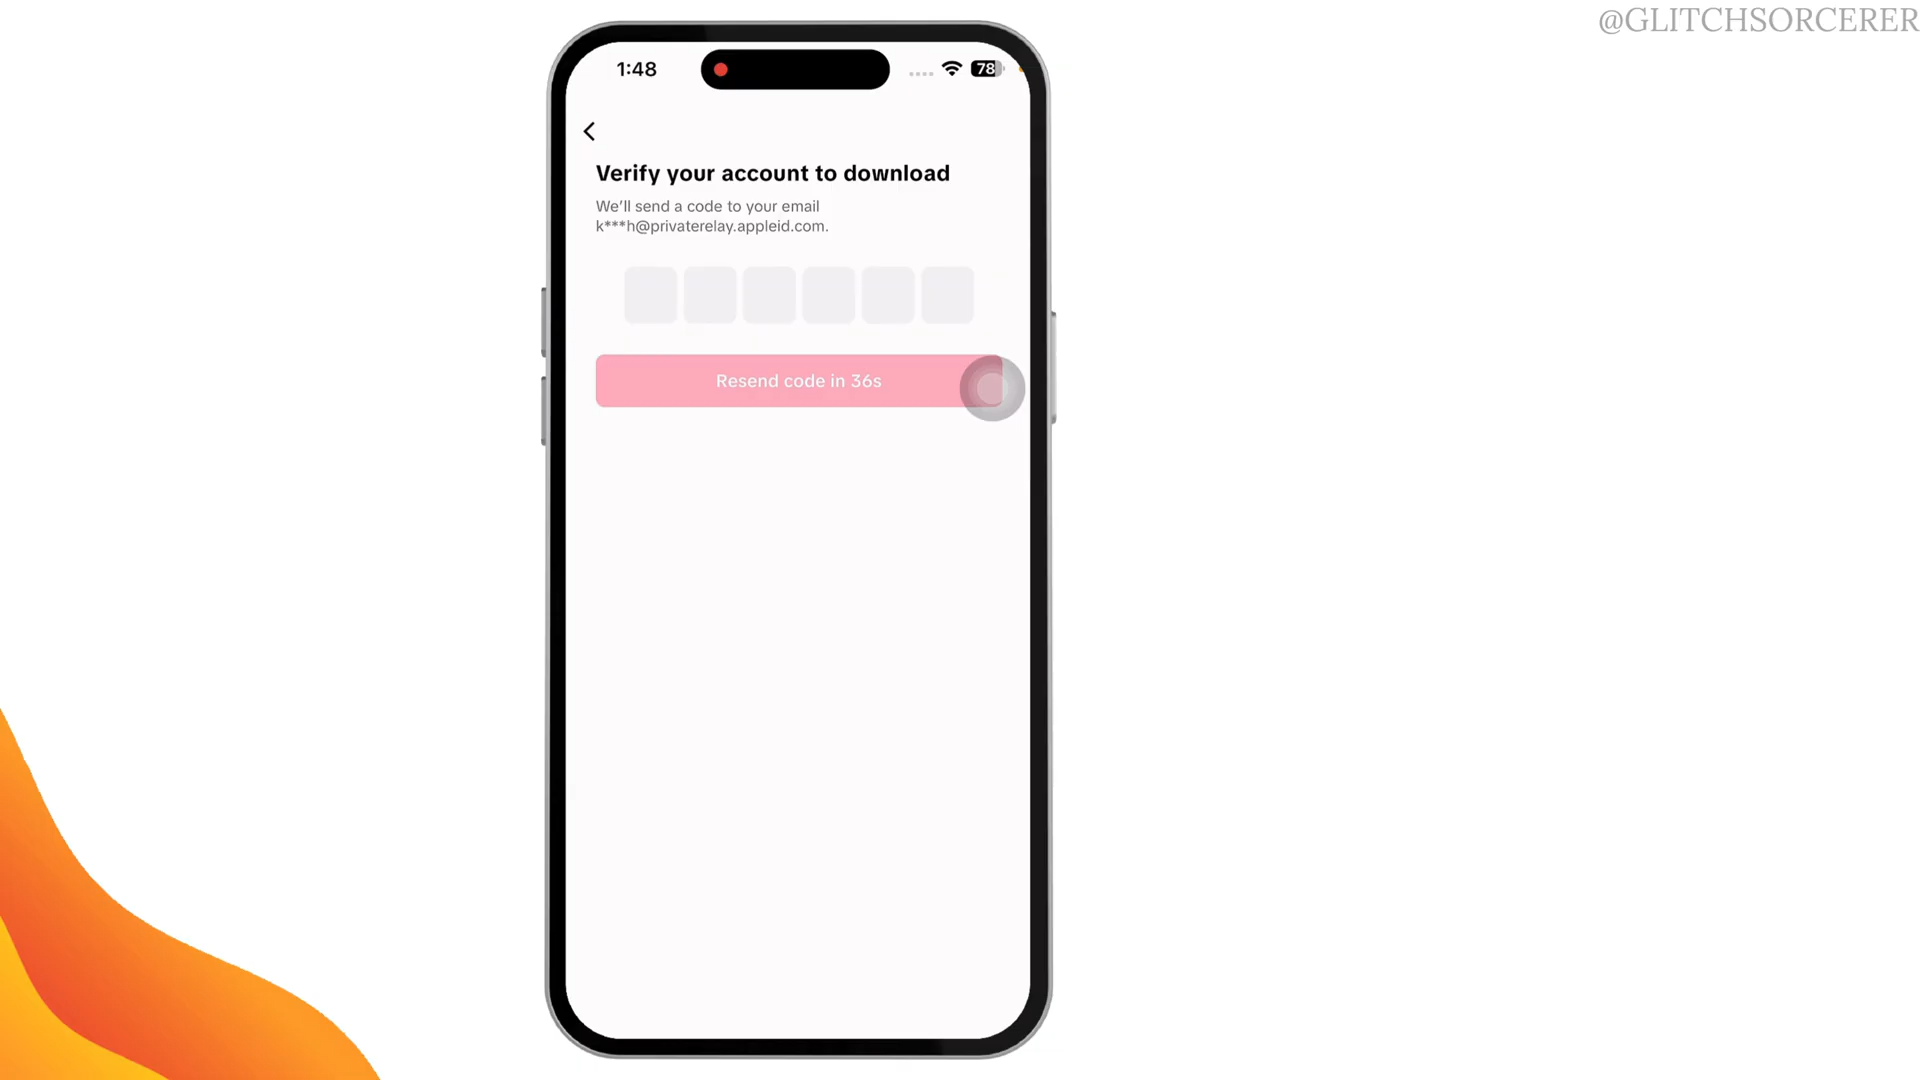 @GLITCHSORCERER
1:48
78
Verify your account to download
We'll send a code to your email
k***h@privaterelay.appleid.com.
Resend code in 36s